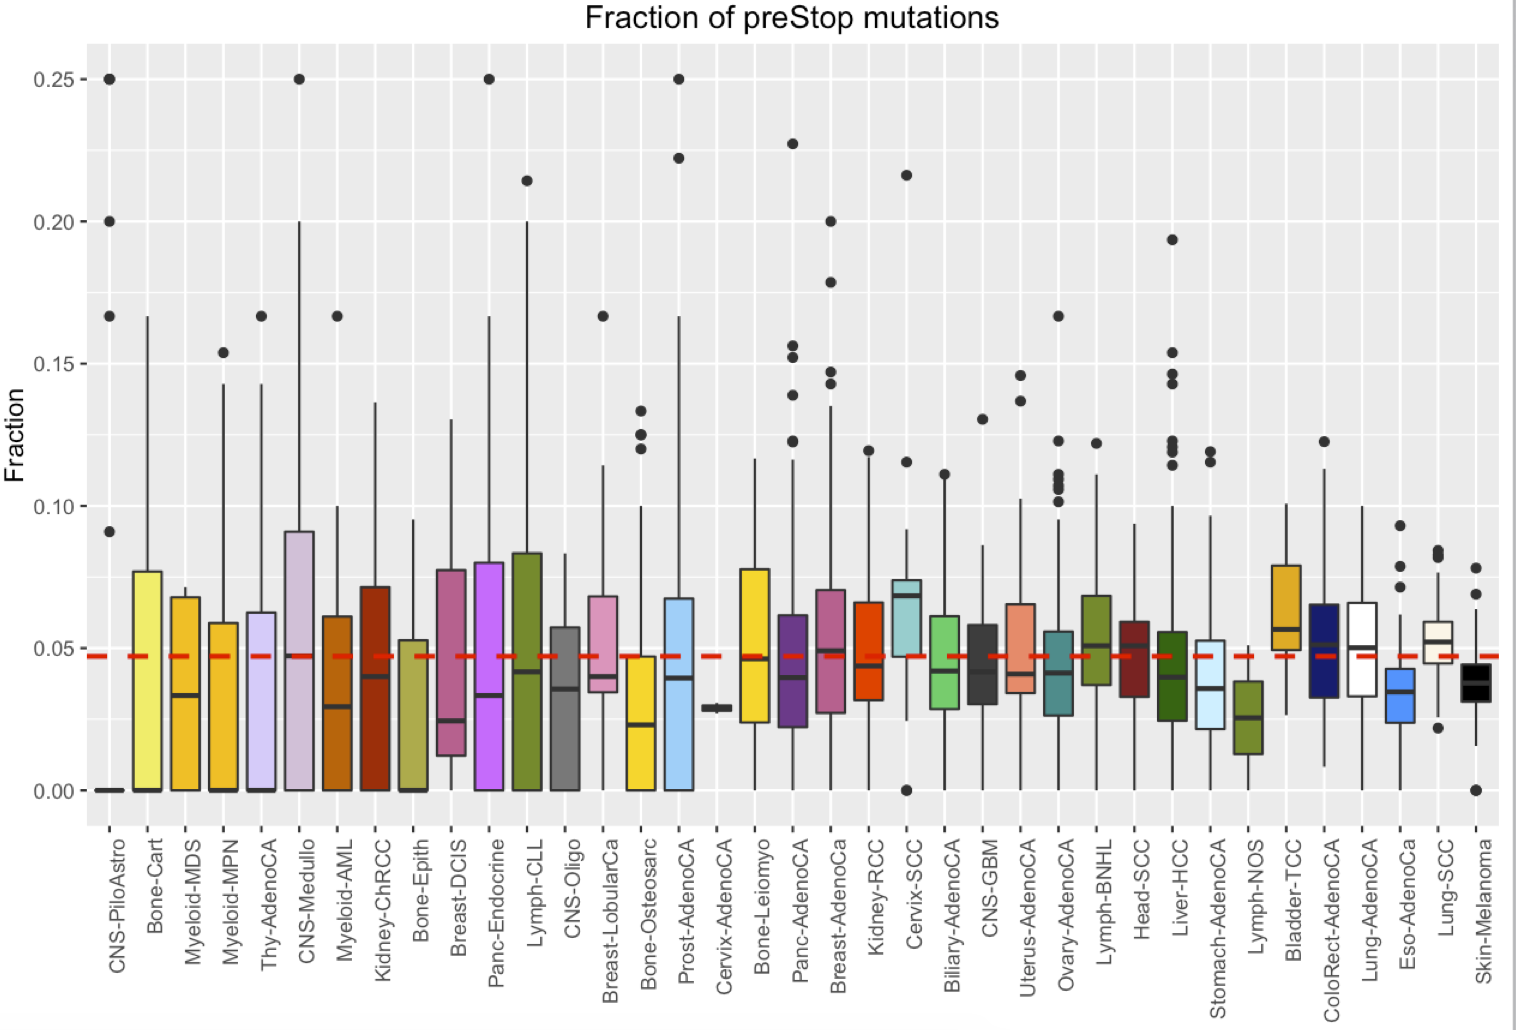 Fraction of preStop mutations
Fraction
0.25
0.20
0.15
0.10
0.05
0.00
CNS-PiloAstro
Bone-Cart
Myeloid-MDS
Myeloid-MPN
Thy-AdenoCA
CNS-Medullo
Myeloid-AML
Kidney-ChRCC
Bone-Epith
Breast-DCIS
Panc-Endocrine
Lymph-CLL
CNS-Oligo
Breast-LobularCa
Bone-Osteosarc
Prost-AdenoCA
Cervix-AdenoCA
Bone-Leiomyo
Panc-AdenoCA
Breast-AdenoCa
Kidney-RCC
Cervix-SCC
Biliary-AdenoCA
CNS-GBM
Uterus-AdenoCA
Ovary-AdenoCA
Lymph-BNHL
Head-SCC
Liver-HCC
Stomach-AdenoCA
Lymph-NOS
Bladder-TCC
ColoRect-AdenoCA
Lung-AdenoCA
Eso-AdenoCa
Lung-SCC
Skin-Melanoma